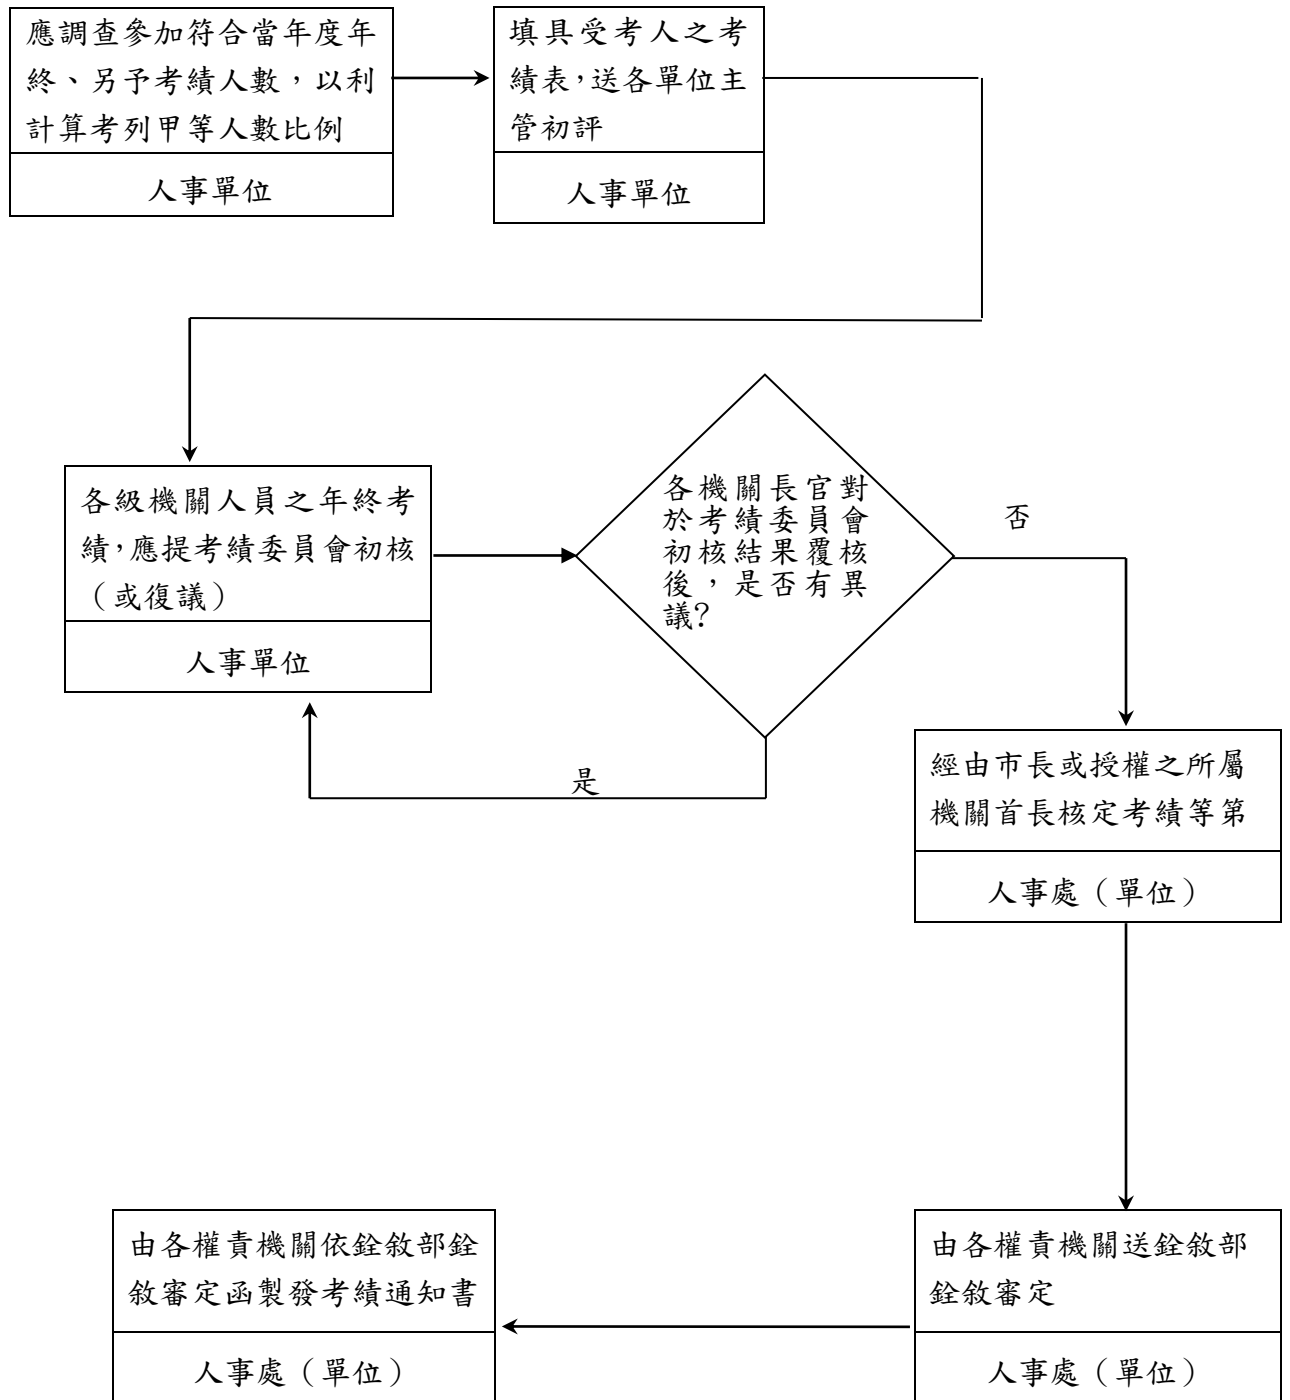 應調查參加符合當年度年
終、另予考績人數，以利
計算考列甲等人數比例
人事單位
填具受考人之考
績表，送各單位主
管初評
人事單位
各級機關人員之年終考
績，應提考績委員會初核
（或復議）
人事單位
各機關長官對
於考績委員會
初核結果覆核
後，是否有異
議?
否
是
經由市長或授權之所屬
機關首長核定考績等第
人事處（單位）
由各權責機關送銓敘部
銓敘審定
人事處（單位）
由各權責機關依銓敘部銓
敘審定函製發考績通知書
人事處（單位）